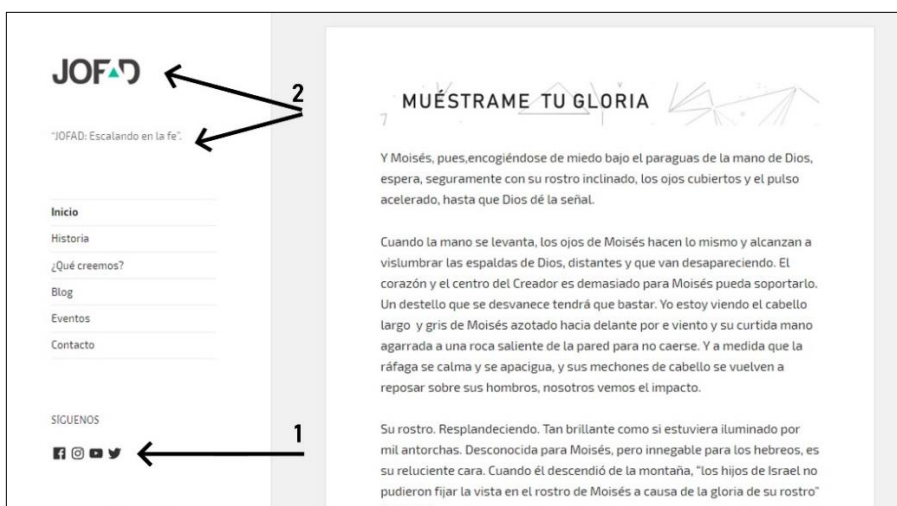 JOFAD
2
"JOFAD: Escalando en la fe".
Inicio
Historia
¿Qué creemos?
Blog
Eventos
Contacto
SÍGUENOS
1
MUÉSTRAME TU GLORIA
Y Moisés, pues,encogiéndose de miedo bajo el paraguas de la mano de Dios,
espera, seguramente con su rostro inclinado, los ojos cubiertos y el pulso
acelerado, hasta que Dios dé la señal.
Cuando la mano se levanta, los ojos de Moisés hacen lo mismo y alcanzan a
vislumbrar las espaldas de Dios, distantes y que van desapareciendo. El
corazón y el centro del Creador es demasiado para Moisés pueda soportarlo.
Un destello que se desvanece tendrá que bastar. Yo estoy viendo el cabello
largo y gris de Moisés azotado hacia delante por e viento y su curtida mano
agarrada a una roca saliente de la pared para no caerse. Y a medida que la
ráfaga se calma y se apacigua, y sus mechones de cabello se vuelven a
reposar sobre sus hombros, nosotros vemos el impacto.
Su rostro. Resplandeciendo. Tan brillante como si estuviera iluminado por
mil antorchas. Desconocida para Moisés, pero innegable para los hebreos, es
su reluciente cara. Cuando él descendió de la montaña, "los hijos de Israel no
pudieron fijar la vista en el rostro de Moisés a causa de la gloria de su rostro"